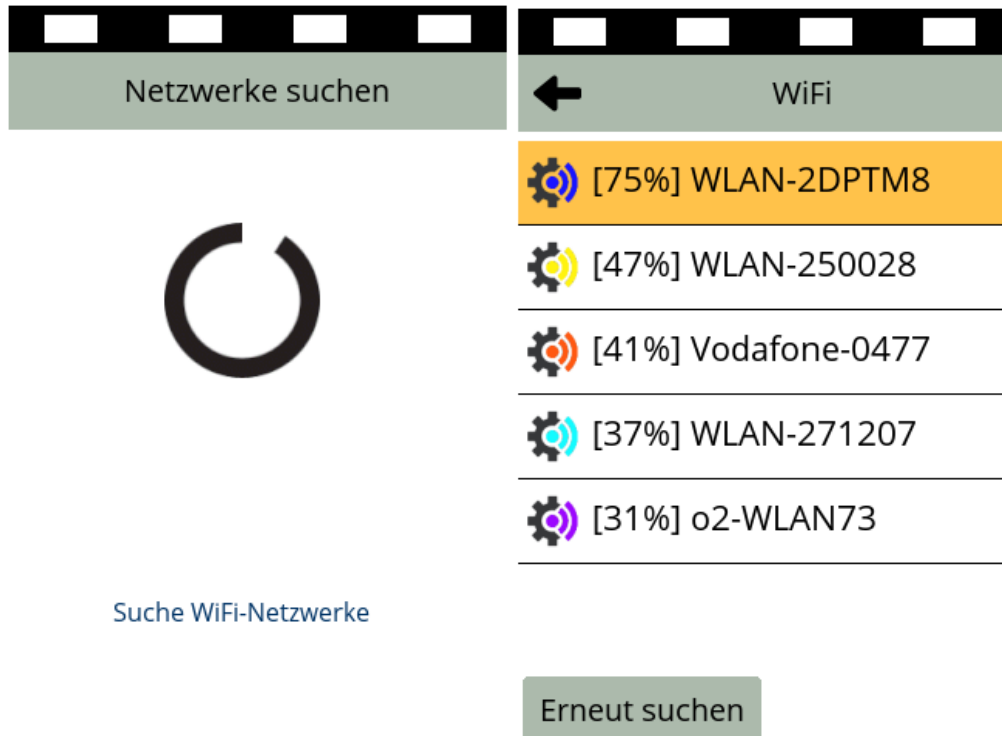 Netzwerke suchen
Suche WiFi-Netzwerke
WiFi
[75%] WLAN-2DPTM8
[47%] WLAN-250028
[41%] Vodafone-0477
[37%] WLAN-271207
[31%] o2-WLAN73
Erneut suchen